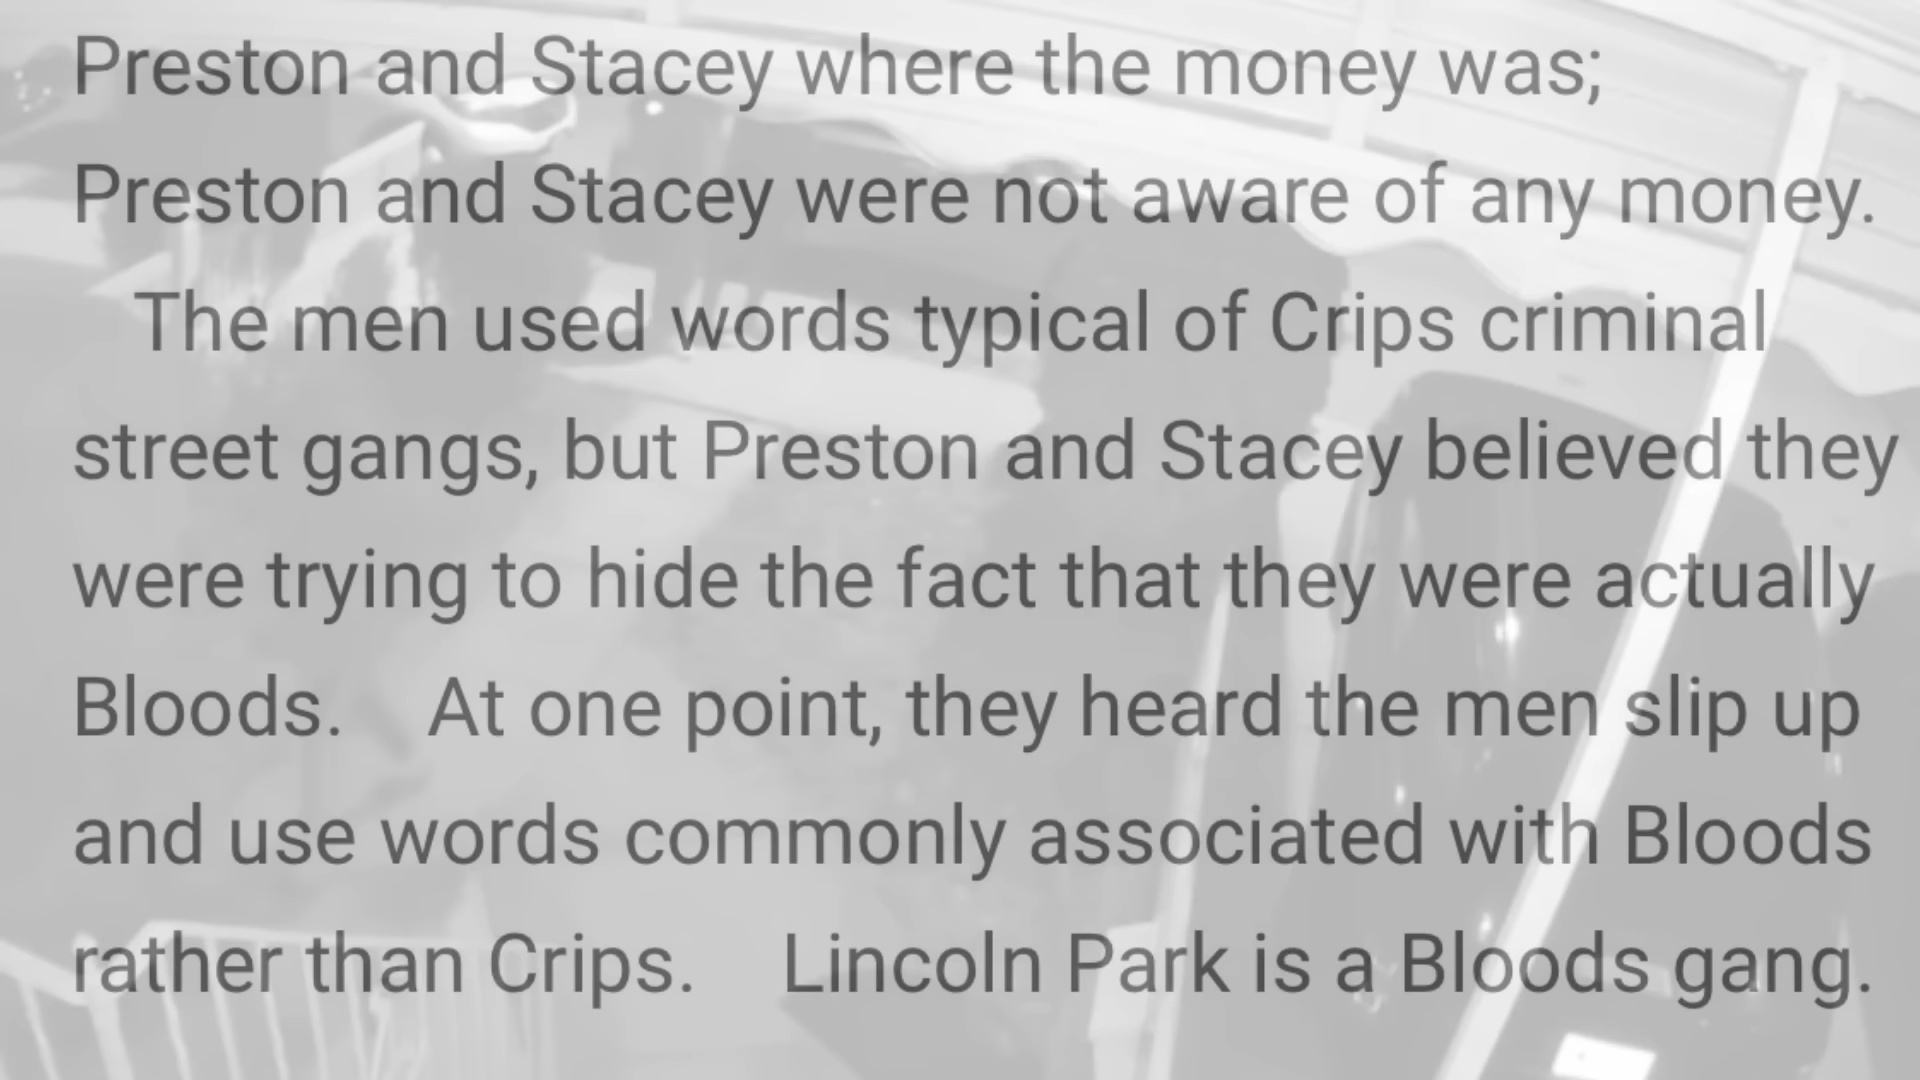 Preston and Stacey where the money was;
Preston and Stacey were not aware of any money.
The men used words typical of Crips criminal
street gangs, but Preston and Stacey believed they
were trying to hide the fact that they were actually
Bloods. At one point, they heard the men slip up
and use words commonly associated with Bloods
rather than Crips. Lincoln Park is a Bloods gang.